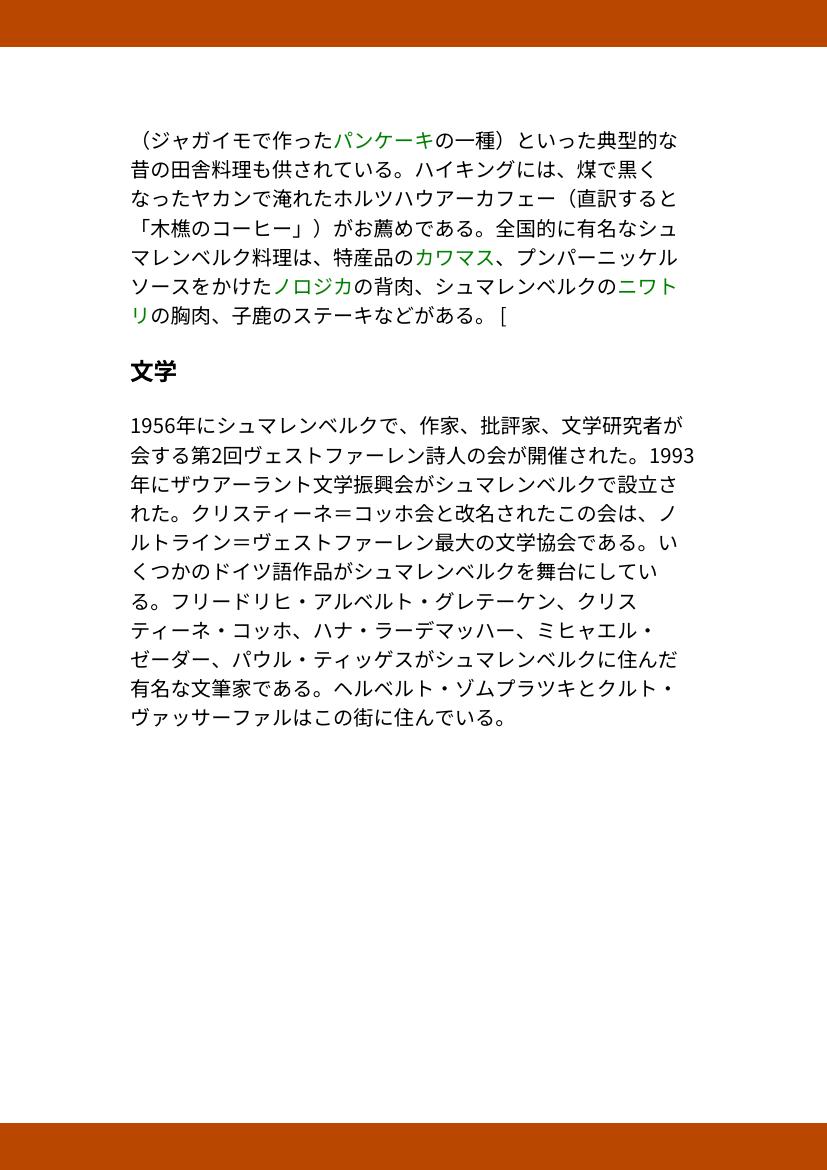 （ジャガイモで作ったパンケーキの一種）といった典型的な
昔の田舎料理も供されている。ハイキングには、煤で黒く
なったヤカンで淹れたホルツハウアーカフェー（直訳すると
「木樵のコーヒー」）がお薦めである。全国的に有名なシュ
マレンベルク料理は、特産品のカワマス、プンパーニッケル
ソースをかけたノロジカの背肉、シュマレンベルクのニワト
リの胸肉、子鹿のステーキなどがある。 [
文学
1956年にシュマレンベルクで、作家、批評家、文学研究者が
会する第2回ヴェストファーレン詩人の会が開催された。1993
年にザウアーラント文学振興会がシュマレンベルクで設立さ
れた。クリスティーネ＝コッホ会と改名されたこの会は、ノ
ルトライン＝ヴェストファーレン最大の文学協会である。い
くつかのドイツ語作品がシュマレンベルクを舞台にしてい
る。フリードリヒ・アルベルト・グレテーケン、クリス
ティーネ・コッホ、ハナ・ラーデマッハー、ミヒャエル・
ゼーダー、パウル・ティッゲスがシュマレンベルクに住んだ
有名な文筆家である。ヘルベルト・ゾムプラツキとクルト・
ヴァッサーファルはこの街に住んでいる。